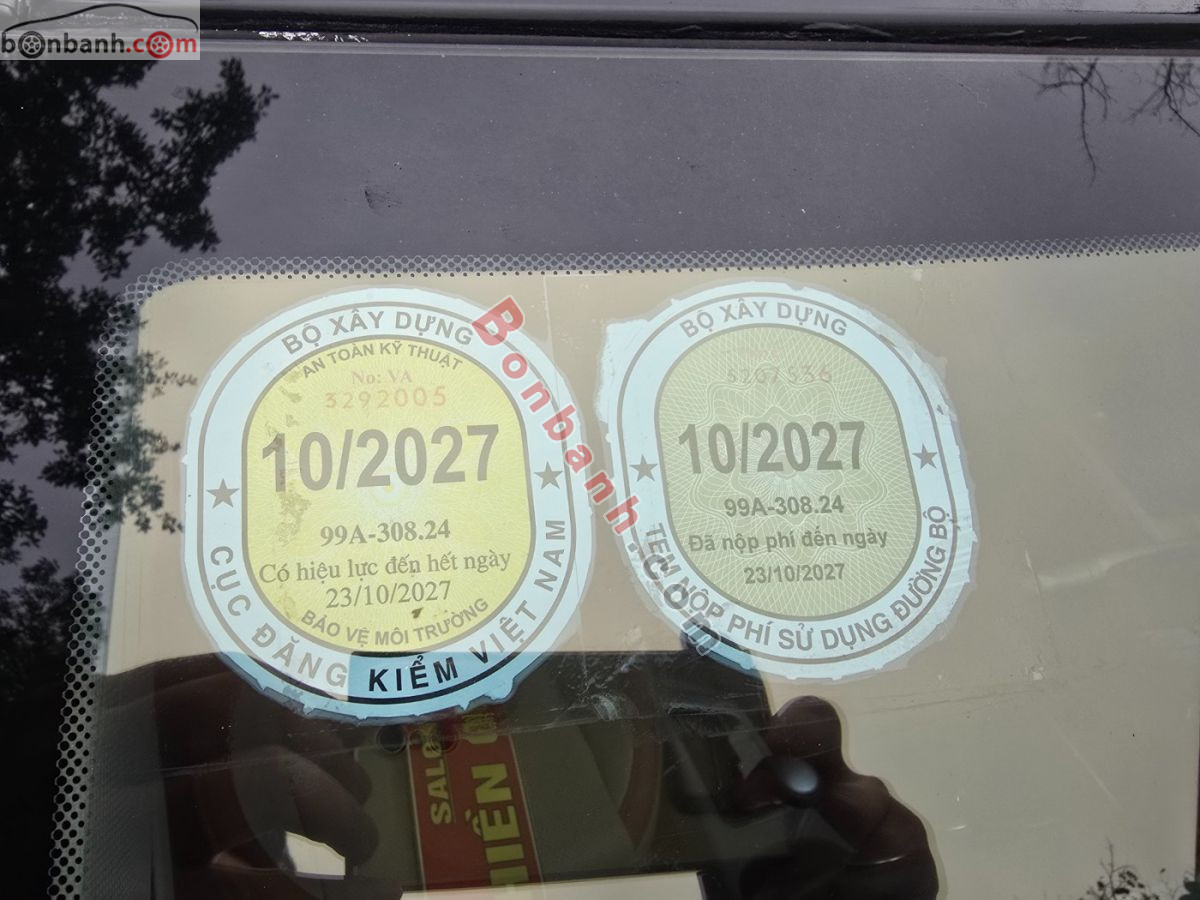 bonbanh.com
BỘ XÂY DỰNG
AN TOÀN KỸ THUẬT
No: VA
3292005
10/2027
99A-308.24
Có hiệu lực đến hết ngày
23/10/2027
BẢO VỆ MÔI TRƯỜNG
CỤC ĐĂNG KIỂM VIỆT NAM
Bonbanh.com
BỘ XÂY DỰNG
3267536
10/2027
99A-308.24
Đã nộp phí đến ngày
23/10/2027
TEM NỘP PHÍ SỬ DỤNG ĐƯỜNG BỘ